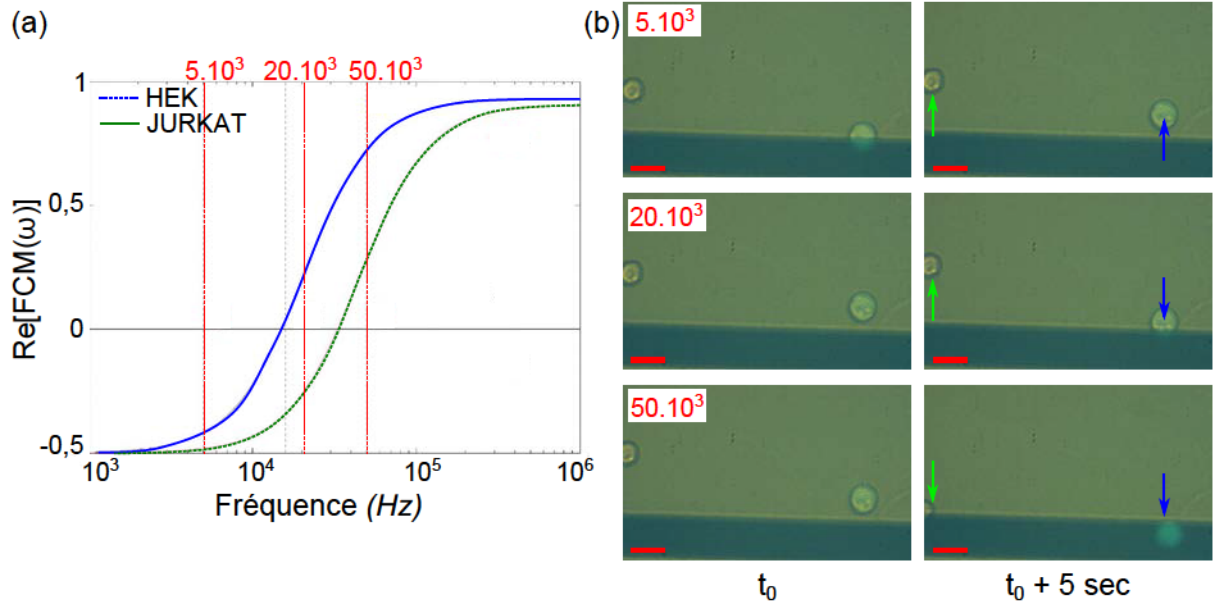 (a)
5.10³ 20.10³ 50.10³
1
HEK
JURKAT
0,5
0
-0,5
Re[FCM(ω)]
10³ 10⁴ 10⁵ 10⁶
Fréquence (Hz)
(b)
5.10³
20.10³
50.10³
t₀ t₀ + 5 sec